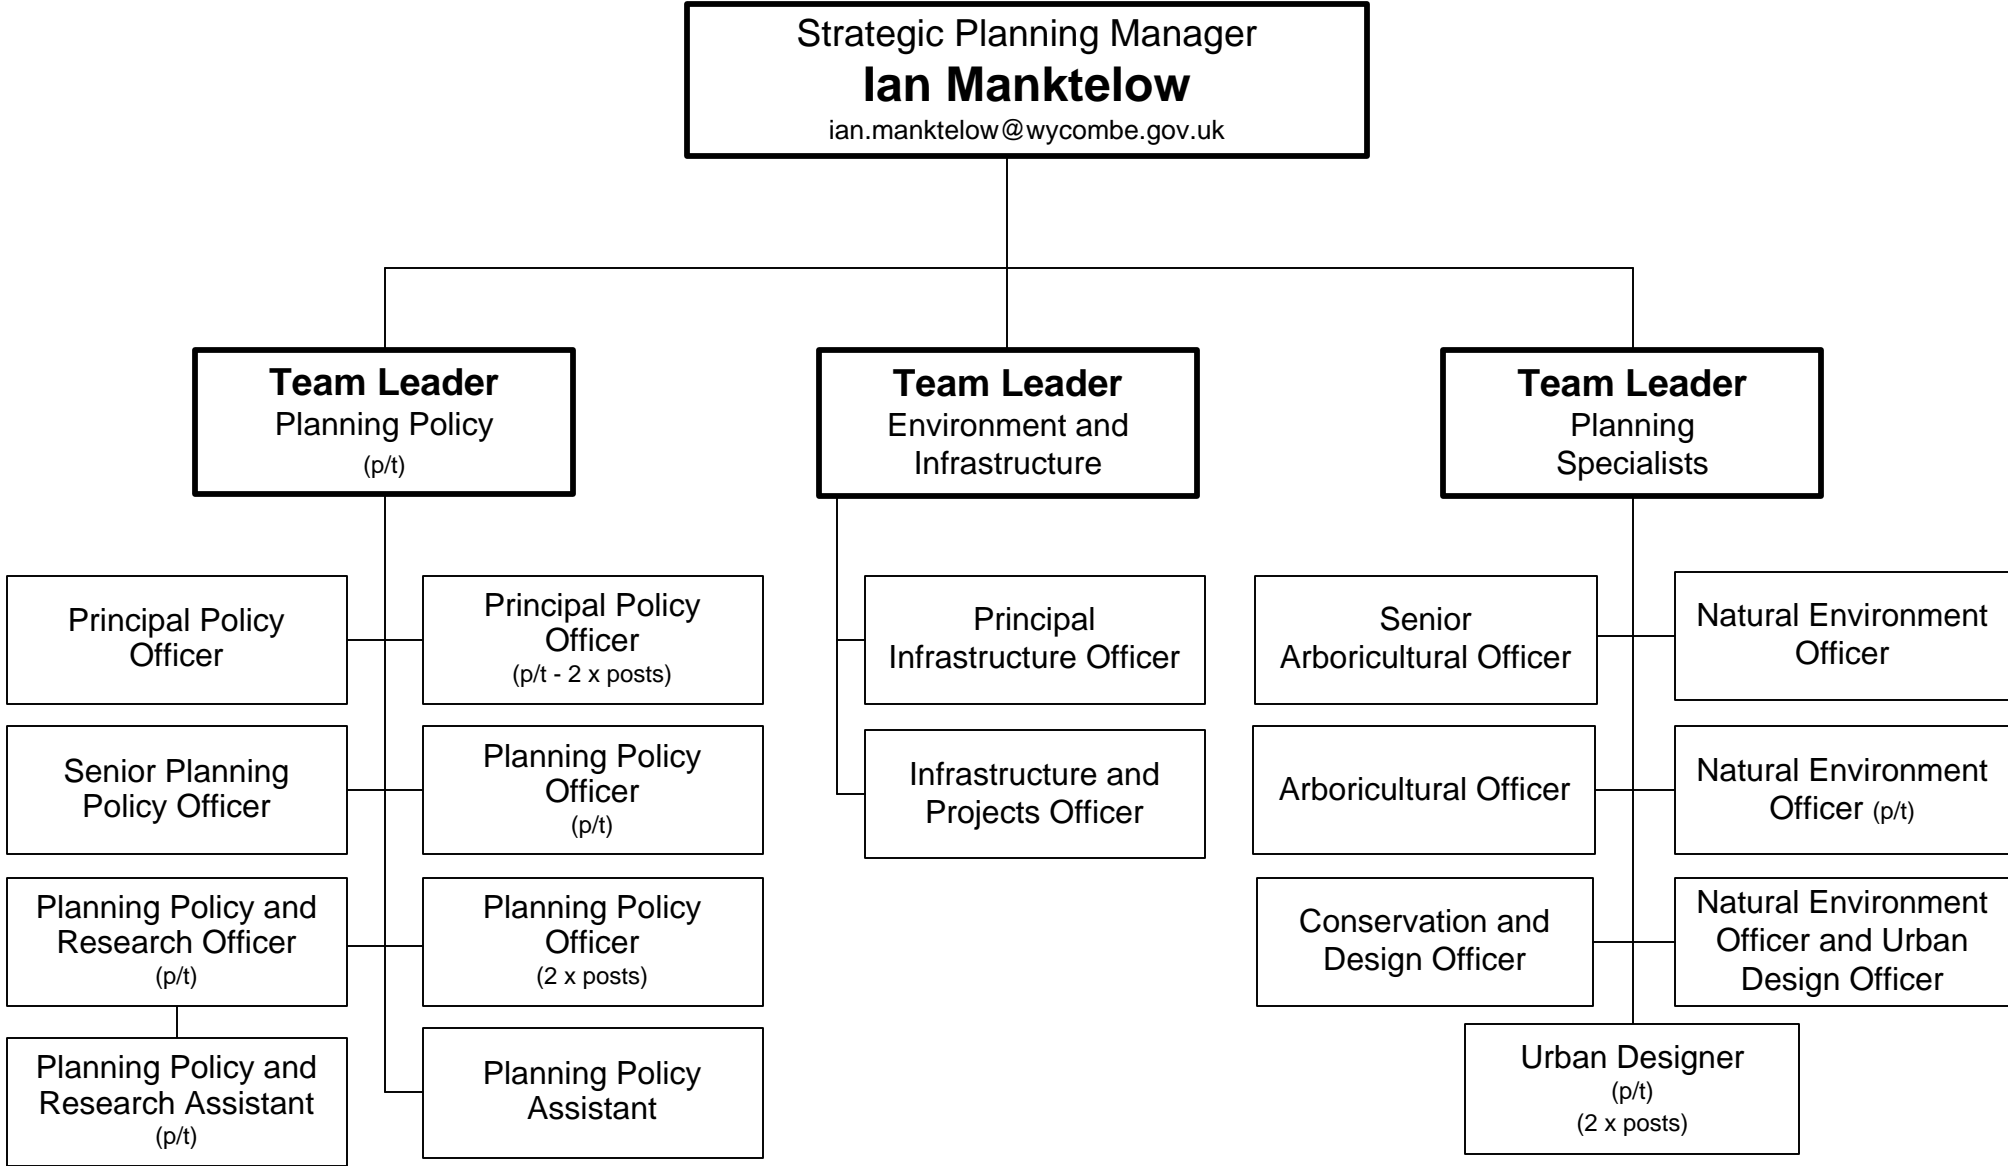 Strategic Planning Manager
Ian Manktelow
ian.manktelow@wycombe.gov.uk
Team Leader
Planning Policy
(p/t)
Team Leader
Environment and
Infrastructure
Team Leader
Planning
Specialists
Principal Policy
Officer
Principal Policy
Officer
(p/t - 2 x posts)
Principal
Infrastructure Officer
Senior
Arboricultural Officer
Natural Environment
Officer
Senior Planning
Policy Officer
Planning Policy
Officer
(p/t)
Infrastructure and
Projects Officer
Arboricultural Officer
Natural Environment
Officer (p/t)
Planning Policy and
Research Officer
(p/t)
Planning Policy
Officer
(2 x posts)
Conservation and
Design Officer
Natural Environment
Officer and Urban
Design Officer
Planning Policy and
Research Assistant
(p/t)
Planning Policy
Assistant
Urban Designer
(p/t)
(2 x posts)